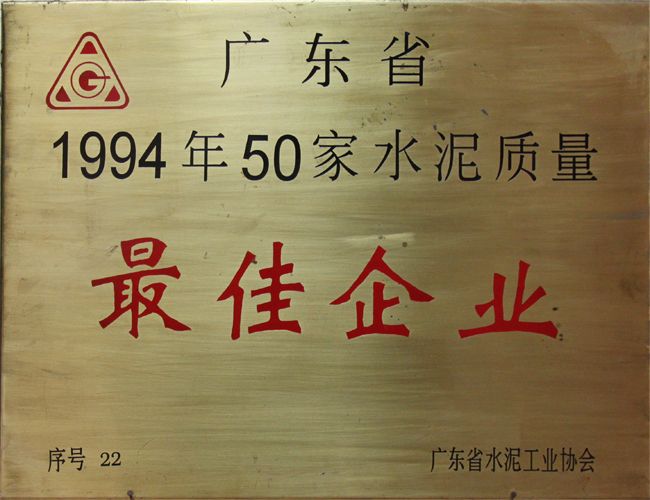 广东省
1994年50家水泥质量
最佳企业
序号 22
广东省水泥工业协会